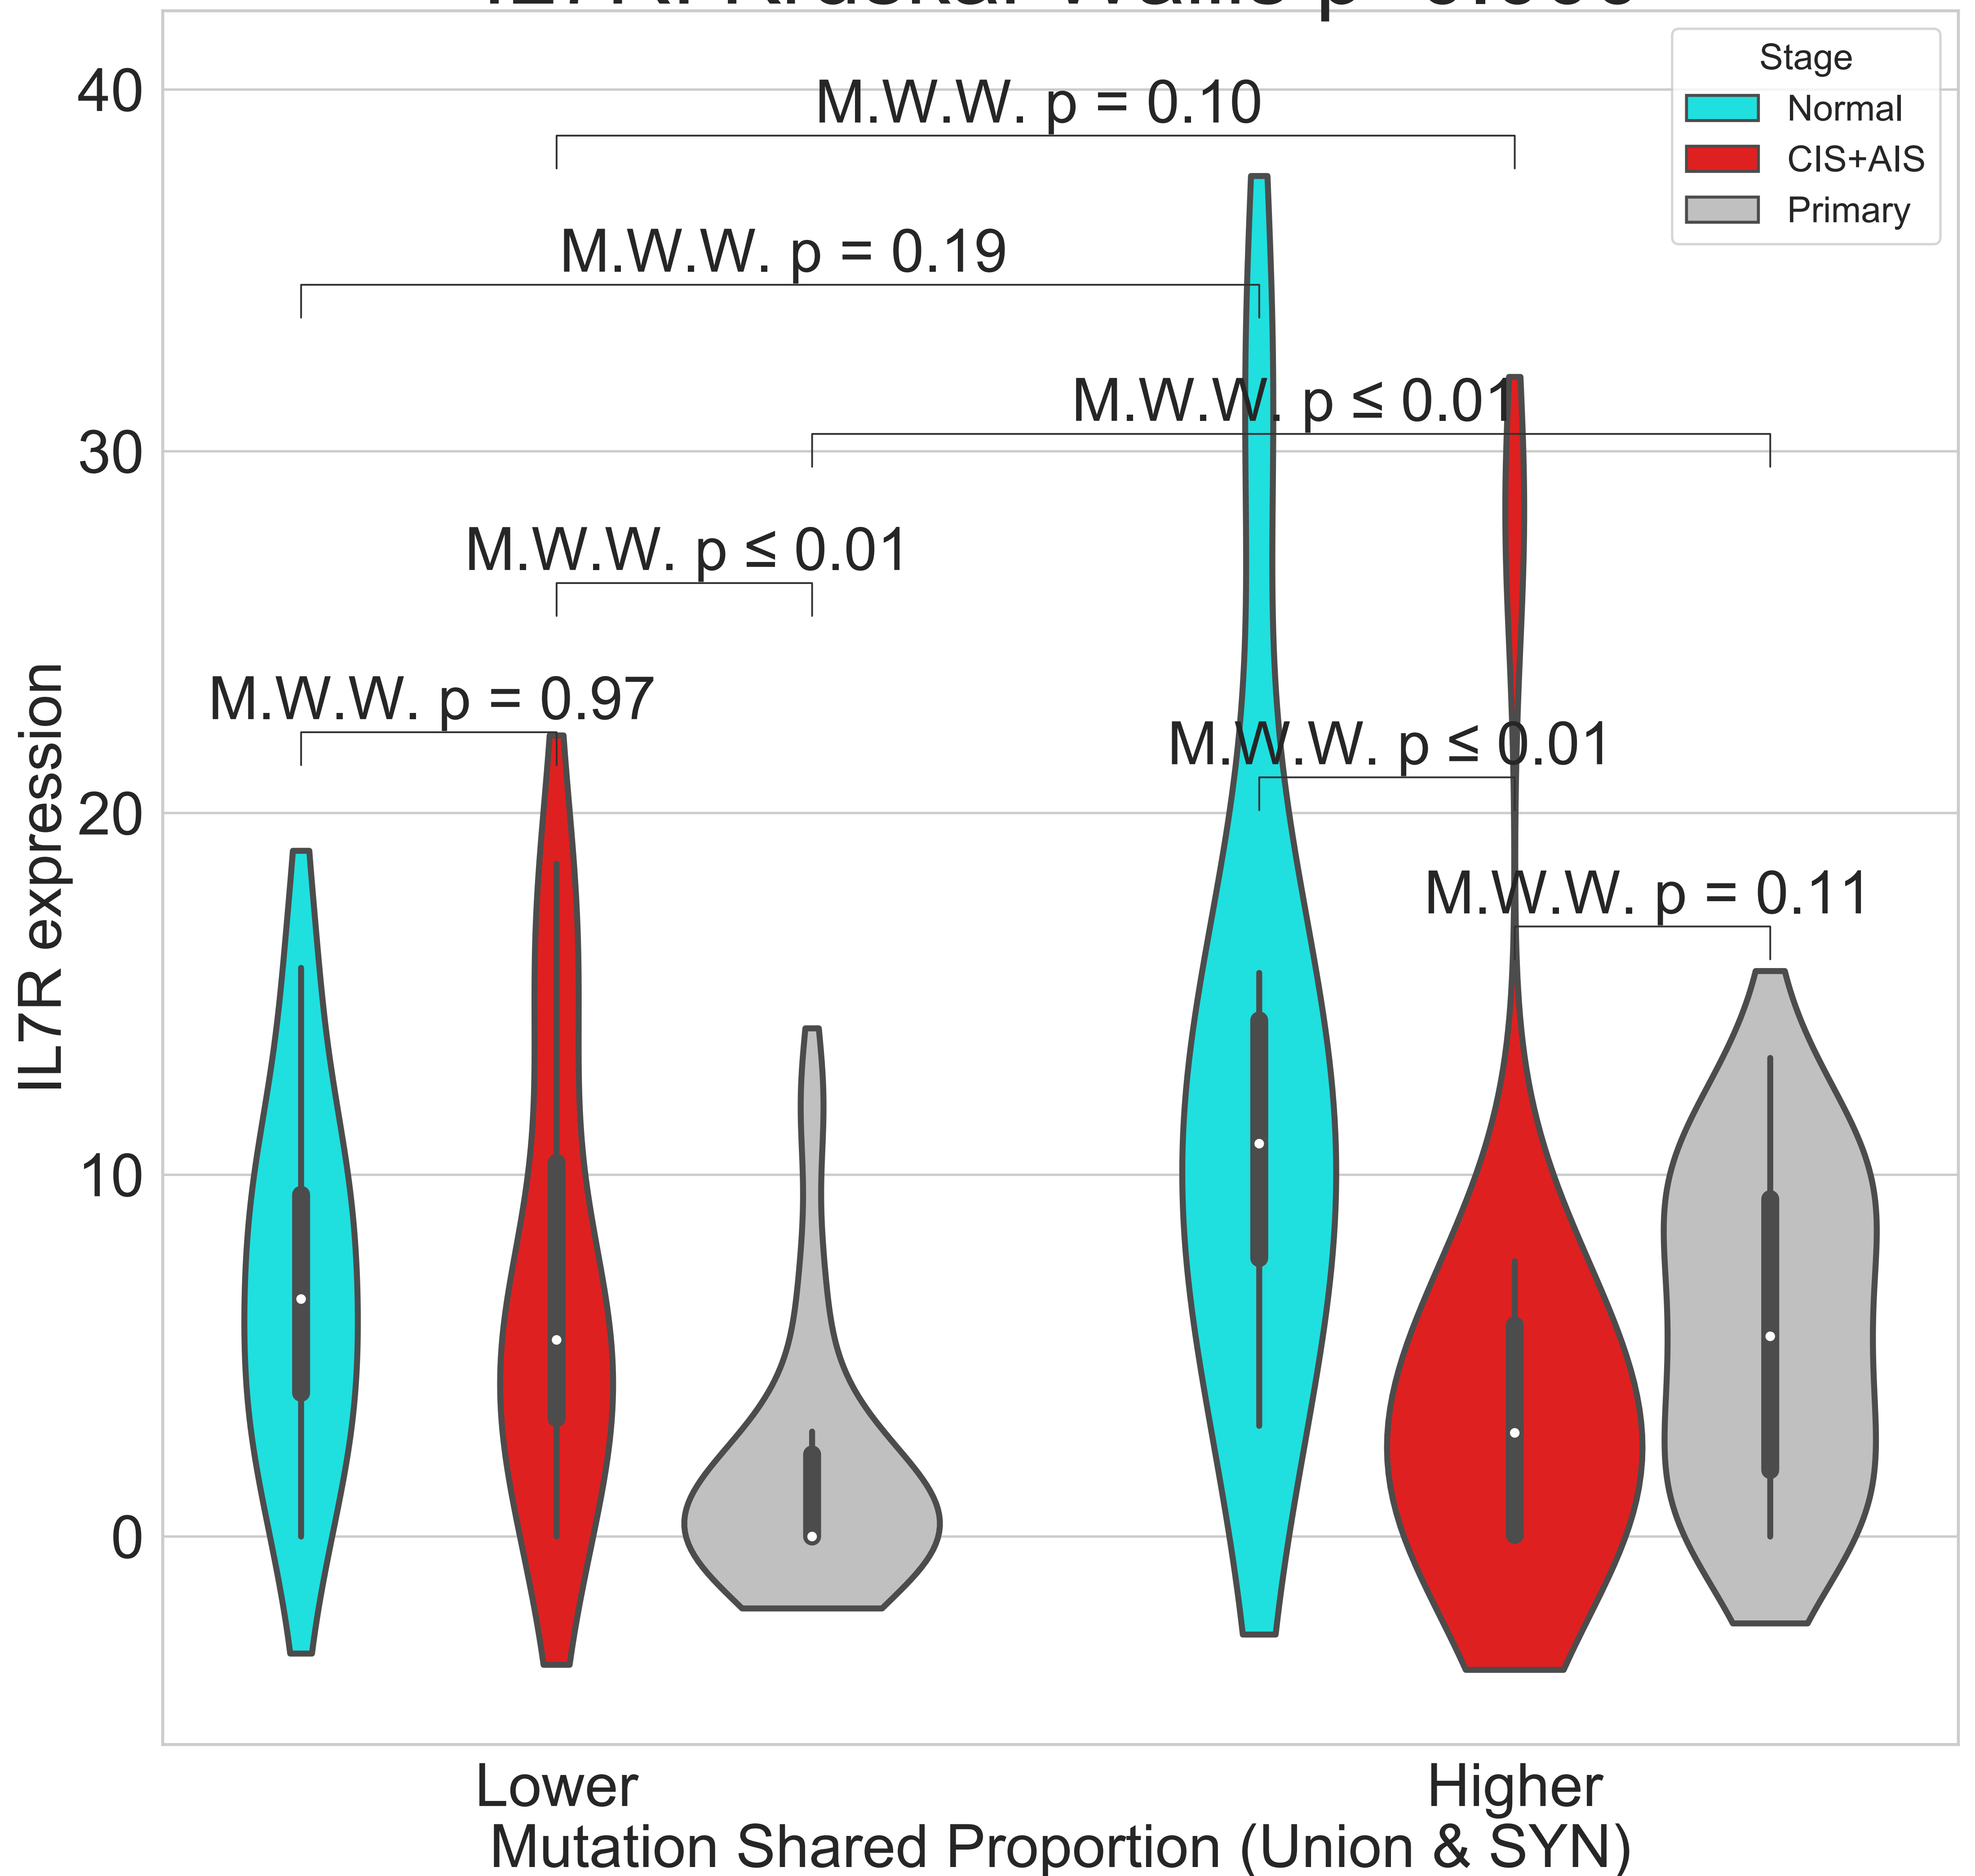 Stage
Normal
CIS+AIS
Primary
40
30
20
10
0
IL7R expression
M.W.W. p = 0.10
M.W.W. p = 0.19
M.W.W. p ≤ 0.01
M.W.W. p ≤ 0.01
M.W.W. p = 0.97
M.W.W. p ≤ 0.01
M.W.W. p = 0.11
Lower
Higher
Mutation Shared Proportion (Union & SYN)